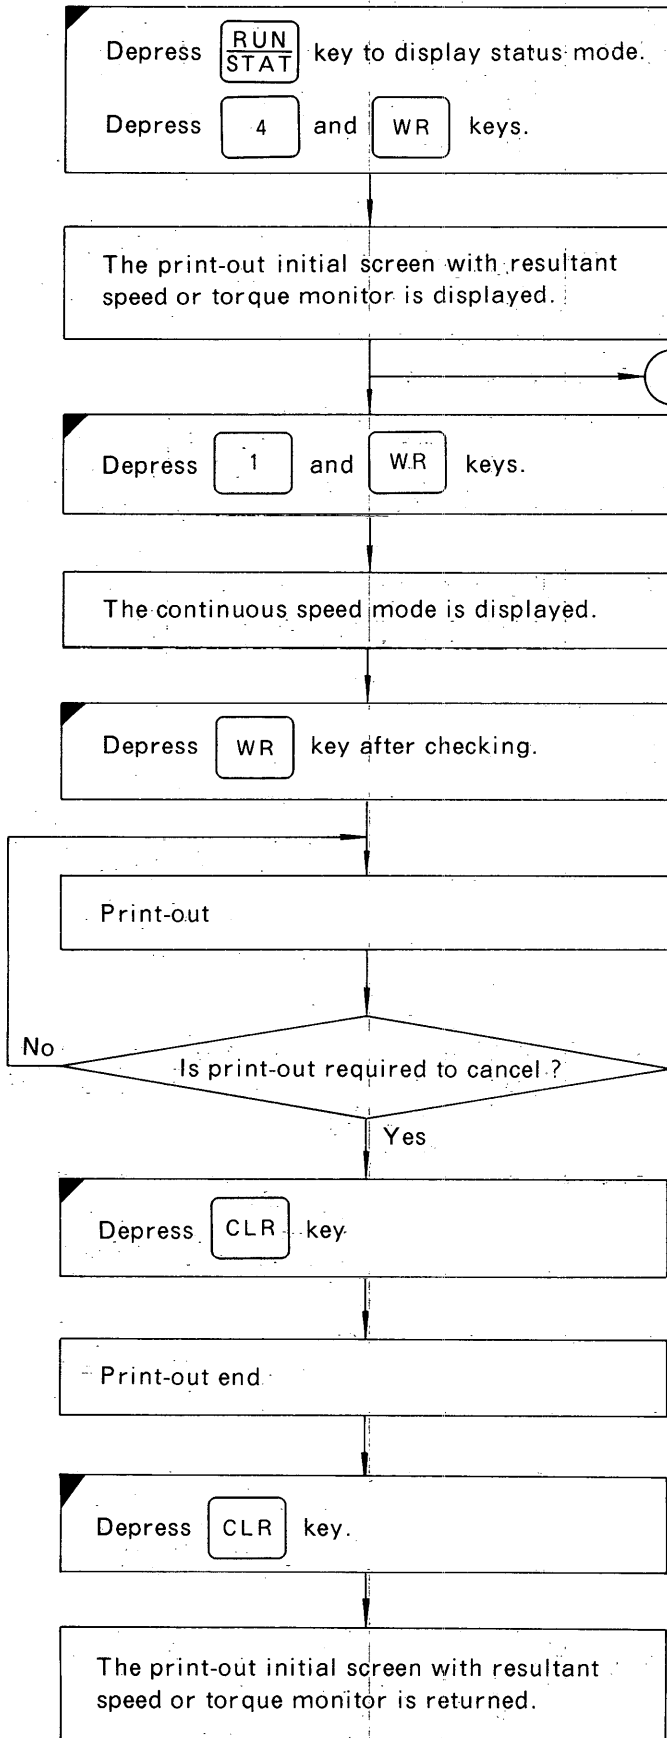 Depress RUN STAT key to display status mode.
Depress 4 and WR keys.
The print-out initial screen with resultant
speed or torque monitor is displayed.
Depress 1 and WR keys.
The continuous speed mode is displayed.
Depress WR key after checking.
Print-out
No
Is print-out required to cancel ?
Yes
Depress CLR key
Print-out end
Depress CLR key.
The print-out initial screen with resultant
speed or torque monitor is returned.